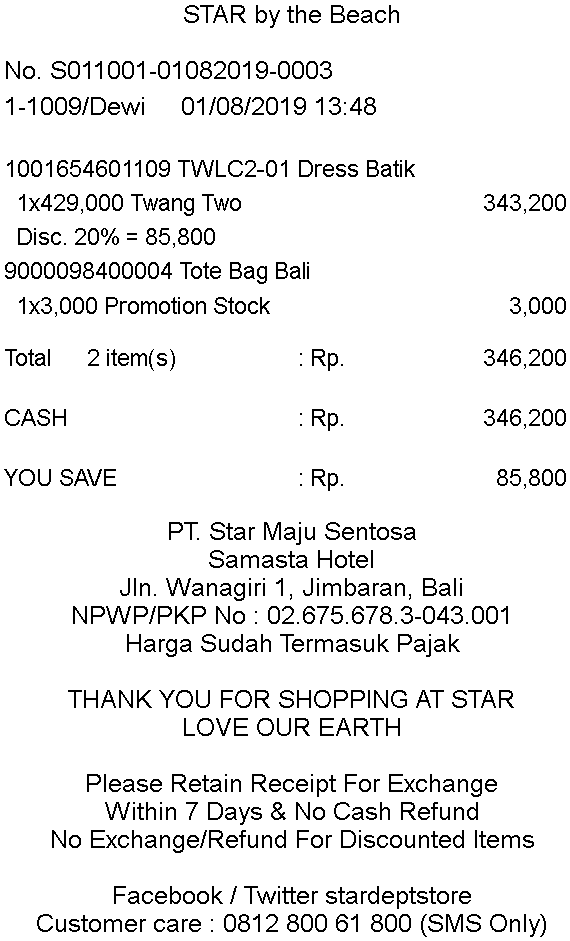 STAR by the Beach
No. S011001-01082019-0003
1-1009/Dewi 01/08/2019 13:48
1001654601109 TWLC2-01 Dress Batik
1x429,000 Twang Two 343,200
Disc. 20% = 85,800
9000098400004 Tote Bag Bali
1x3,000 Promotion Stock 3,000
Total 2 item(s) : Rp. 346,200
CASH : Rp. 346,200
YOU SAVE : Rp. 85,800
PT. Star Maju Sentosa
Samasta Hotel
Jln. Wanagiri 1, Jimbaran, Bali
NPWP/PKP No : 02.675.678.3-043.001
Harga Sudah Termasuk Pajak
THANK YOU FOR SHOPPING AT STAR
LOVE OUR EARTH
Please Retain Receipt For Exchange
Within 7 Days & No Cash Refund
No Exchange/Refund For Discounted Items
Facebook / Twitter stardeptstore
Customer care : 0812 800 61 800 (SMS Only)